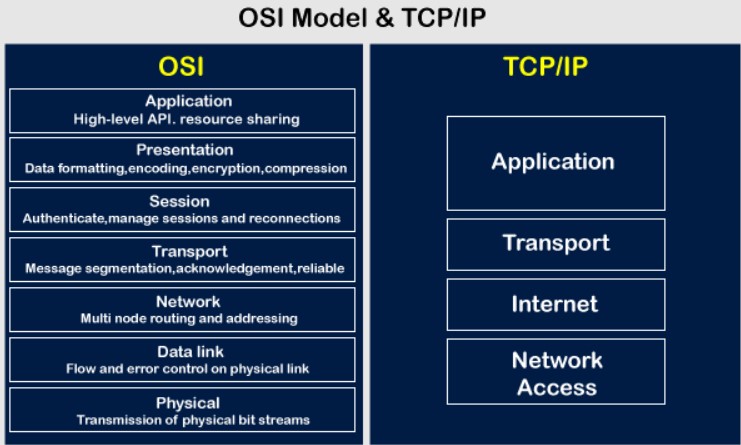 OSI Model & TCP/IP
OSI
Application
High-level API. resource sharing
Presentation
Data formatting,encoding,encryption,compression
Session
Authenticate,manage sessions and reconnections
Transport
Message segmentation,acknowledgement,reliable
Network
Multi node routing and addressing
Data link
Flow and error control on physical link
Physical
Transmission of physical bit streams
TCP/IP
Application
Transport
Internet
Network
Access